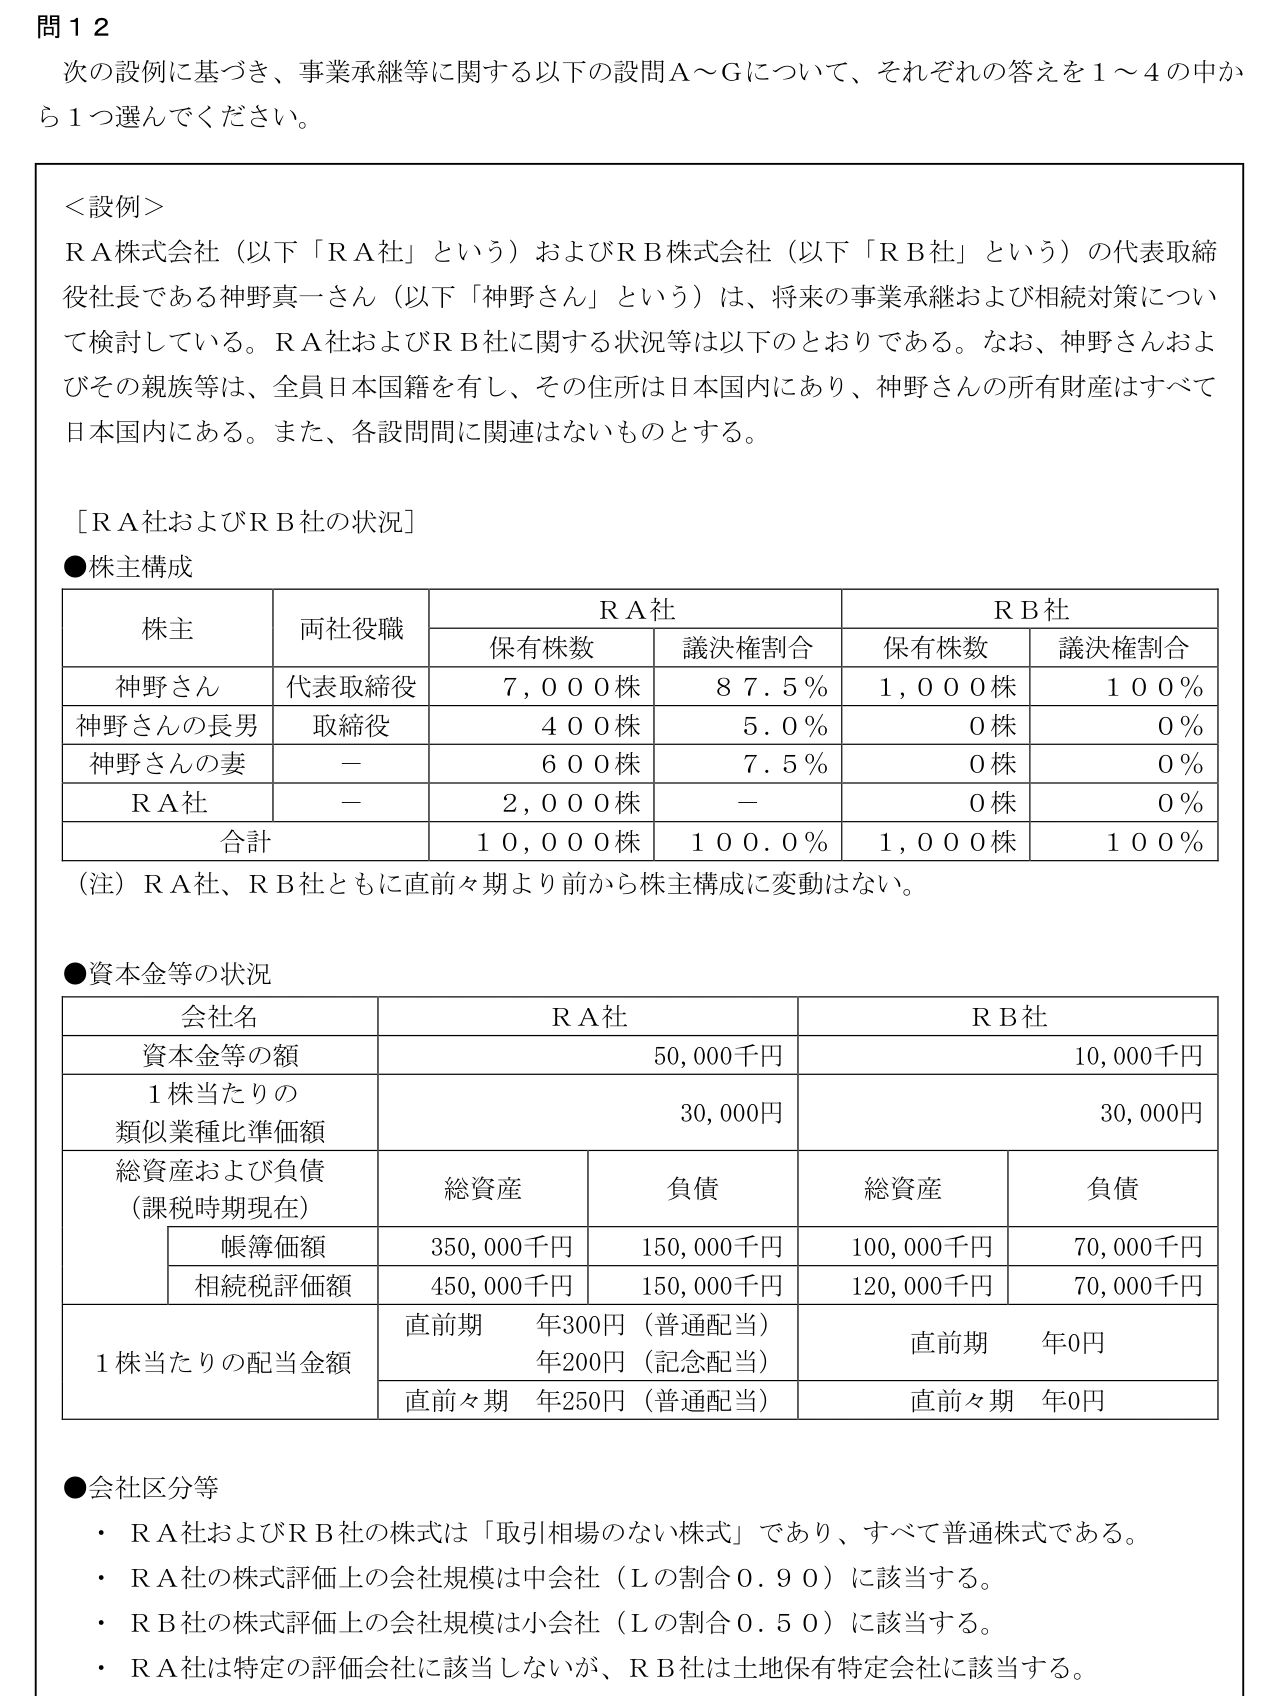 問１２
次の設例に基づき、事業承継等に関する以下の設問Ａ～Ｇについて、それぞれの答えを１～４の中か
ら１つ選んでください。
＜設例＞
ＲＡ株式会社（以下「ＲＡ社」という）およびＲＢ株式会社（以下「ＲＢ社」という）の代表取締
役社長である神野真一さん（以下「神野さん」という）は、将来の事業承継および相続対策につい
て検討している。ＲＡ社およびＲＢ社に関する状況等は以下のとおりである。なお、神野さんおよ
びその親族等は、全員日本国籍を有し、その住所は日本国内にあり、神野さんの所有財産はすべて
日本国内にある。また、各設問間に関連はないものとする。
［ＲＡ社およびＲＢ社の状況］
●株主構成
株主 両社役職 ＲＡ社 ＲＢ社
保有株数 議決権割合 保有株数 議決権割合
神野さん 代表取締役 ７,０００株 ８７.５％ １,０００株 １００％
神野さんの長男 取締役 ４００株 ５.０％ ０株 ０％
神野さんの妻 － ６００株 ７.５％ ０株 ０％
ＲＡ社 － ２,０００株 － ０株 ０％
合計 １０,０００株 １００.０％ １,０００株 １００％
（注）ＲＡ社、ＲＢ社ともに直前々期より前から株主構成に変動はない。
●資本金等の状況
会社名 ＲＡ社 ＲＢ社
資本金等の額 50,000千円 10,000千円
１株当たりの
類似業種比準価額 30,000円 30,000円
総資産および負債
（課税時期現在） 総資産 負債 総資産 負債
帳簿価額 350,000千円 150,000千円 100,000千円 70,000千円
相続税評価額 450,000千円 150,000千円 120,000千円 70,000千円
１株当たりの配当金額 直前期 年300円（普通配当） 直前期 年0円
年200円（記念配当）
直前々期 年250円（普通配当） 直前々期 年0円
●会社区分等
・ ＲＡ社およびＲＢ社の株式は「取引相場のない株式」であり、すべて普通株式である。
・ ＲＡ社の株式評価上の会社規模は中会社（Ｌの割合０.９０）に該当する。
・ ＲＢ社の株式評価上の会社規模は小会社（Ｌの割合０.５０）に該当する。
・ ＲＡ社は特定の評価会社に該当しないが、ＲＢ社は土地保有特定会社に該当する。